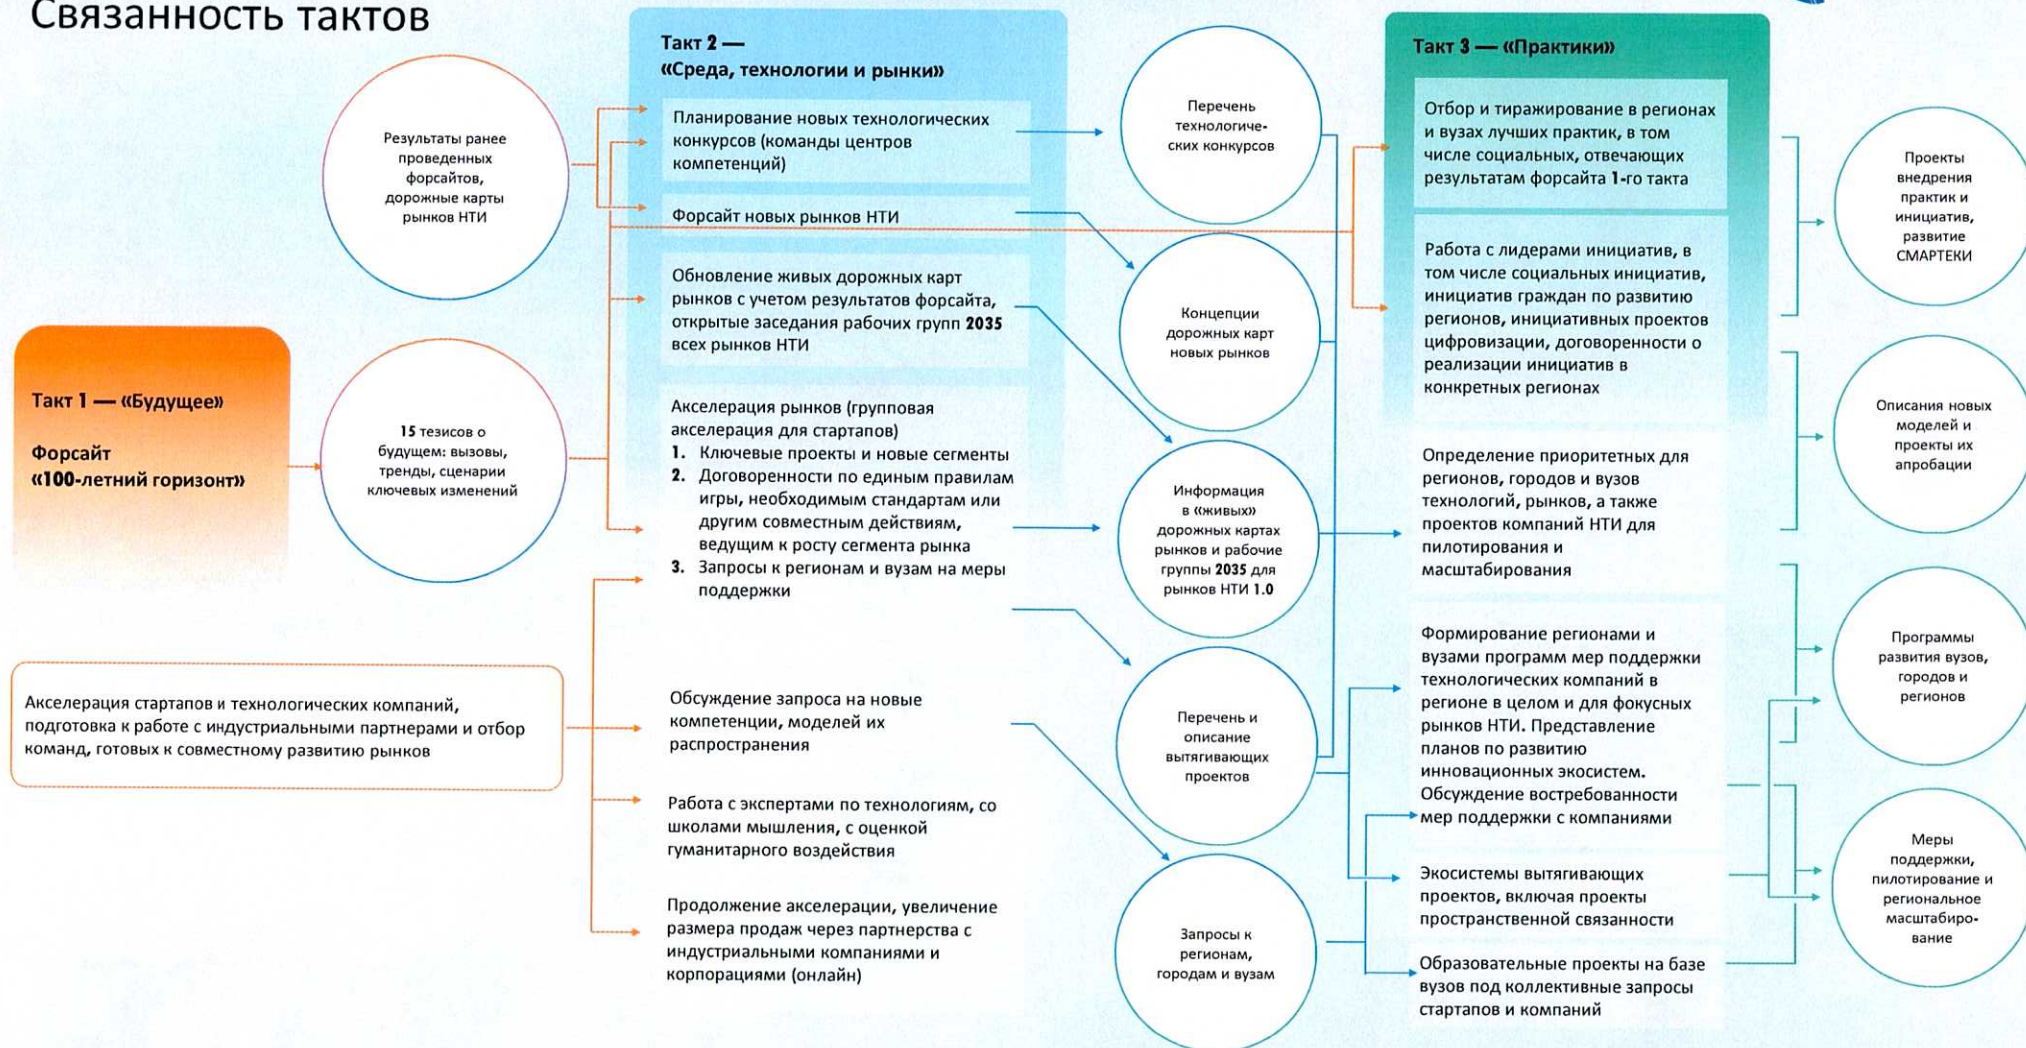 Связанность тактов
Результаты ранее
проведенных
форсайтов,
дорожные карты
рынков НТИ
Такт 1 — «Будущее»
Форсайт
«100-летний горизонт»
15 тезисов о
будущем: вызовы,
тренды, сценарии
ключевых изменений
Акселерация стартапов и технологических компаний,
подготовка к работе с индустриальными партнерами и отбор
команд, готовых к совместному развитию рынков
Такт 2 —
«Среда, технологии и рынки»
Планирование новых технологических
конкурсов (команды центров
компетенций)
Форсайт новых рынков НТИ
Обновление живых дорожных карт
рынков с учетом результатов форсайта,
открытые заседания рабочих групп 2035
всех рынков НТИ
Акселерация рынков (групповая
акселерация для стартапов)
1. Ключевые проекты и новые сегменты
2. Договоренности по единым правилам
игры, необходимым стандартам или
другим совместным действиям,
ведущим к росту сегмента рынка
3. Запросы к регионам и вузам на меры
поддержки
Обсуждение запроса на новые
компетенции, моделей их
распространения
Работа с экспертами по технологиям, со
школами мышления, с оценкой
гуманитарного воздействия
Продолжение акселерации, увеличение
размера продаж через партнерства с
индустриальными компаниями и
корпорациями (онлайн)
Перечень
технологиче-
ских конкурсов
Концепции
дорожных карт
новых рынков
Информация
в «живых»
дорожных картах
рынков и рабочие
группы 2035 для
рынков НТИ 1.0
Перечень и
описание
вытягивающих
проектов
Запросы к
регионам,
городам и вузам
Такт 3 — «Практики»
Отбор и тиражирование в регионах
и вузах лучших практик, в том
числе социальных, отвечающих
результатам форсайта 1-го такта
Работа с лидерами инициатив, в
том числе социальных инициатив,
инициатив граждан по развитию
регионов, инициативных проектов
цифровизации, договоренности о
реализации инициатив в
конкретных регионах
Определение приоритетных для
регионов, городов и вузов
технологий, рынков, а также
проектов компаний НТИ для
пилотирования и
масштабирования
Формирование регионами и
вузами программ мер поддержки
технологических компаний в
регионе в целом и для фокусных
рынков НТИ. Представление
планов по развитию
инновационных экосистем.
Обсуждение востребованности
мер поддержки с компаниями
Экосистемы вытягивающих
проектов, включая проекты
пространственной связанности
Образовательные проекты на базе
вузов под коллективные запросы
стартапов и компаний
Проекты
внедрения
практик и
инициатив,
развитие
СМАРТЕКИ
Описания новых
моделей и
проекты их
апробации
Программы
развития вузов,
городов и
регионов
Меры
поддержки,
пилотирование и
региональное
масштабиро-
вание